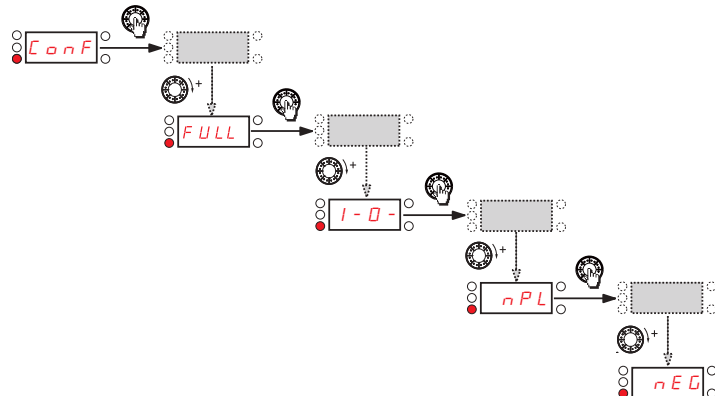 ConF
+
FULL
+
I-O-
+
nPL
+
nEG